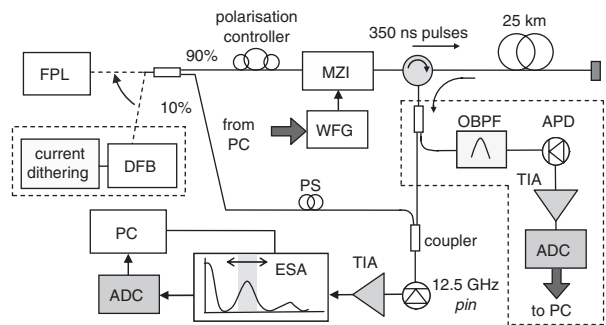 polarisation
controller
350 ns pulses
25 km
FPL
90%
MZI
10%
from
PC
WFG
OBPF
APD
current
dithering
DFB
TIA
PS
PC
coupler
ADC
ESA
TIA
12.5 GHz
pin
ADC
to PC